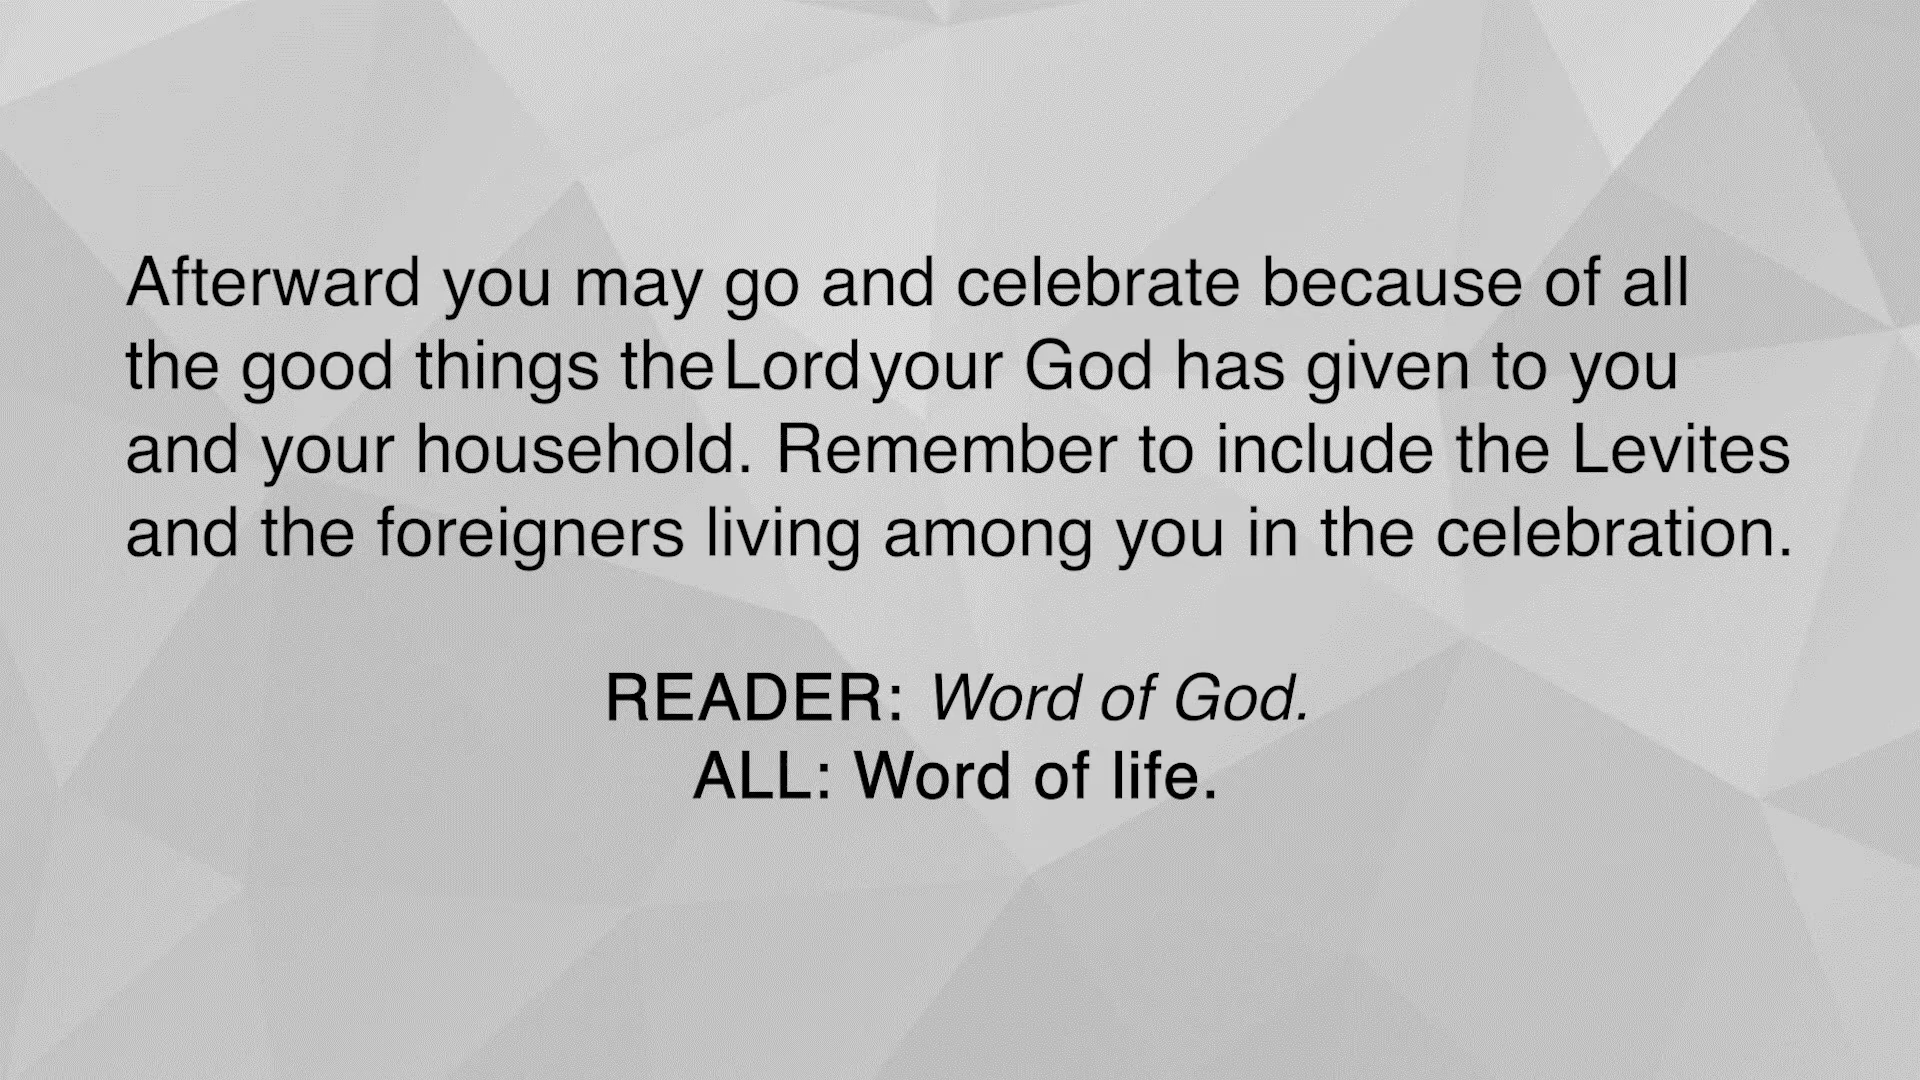 Afterward you may go and celebrate because of all
the good things the Lord your God has given to you
and your household. Remember to include the Levites
and the foreigners living among you in the celebration.
READER: Word of God.
ALL: Word of life.